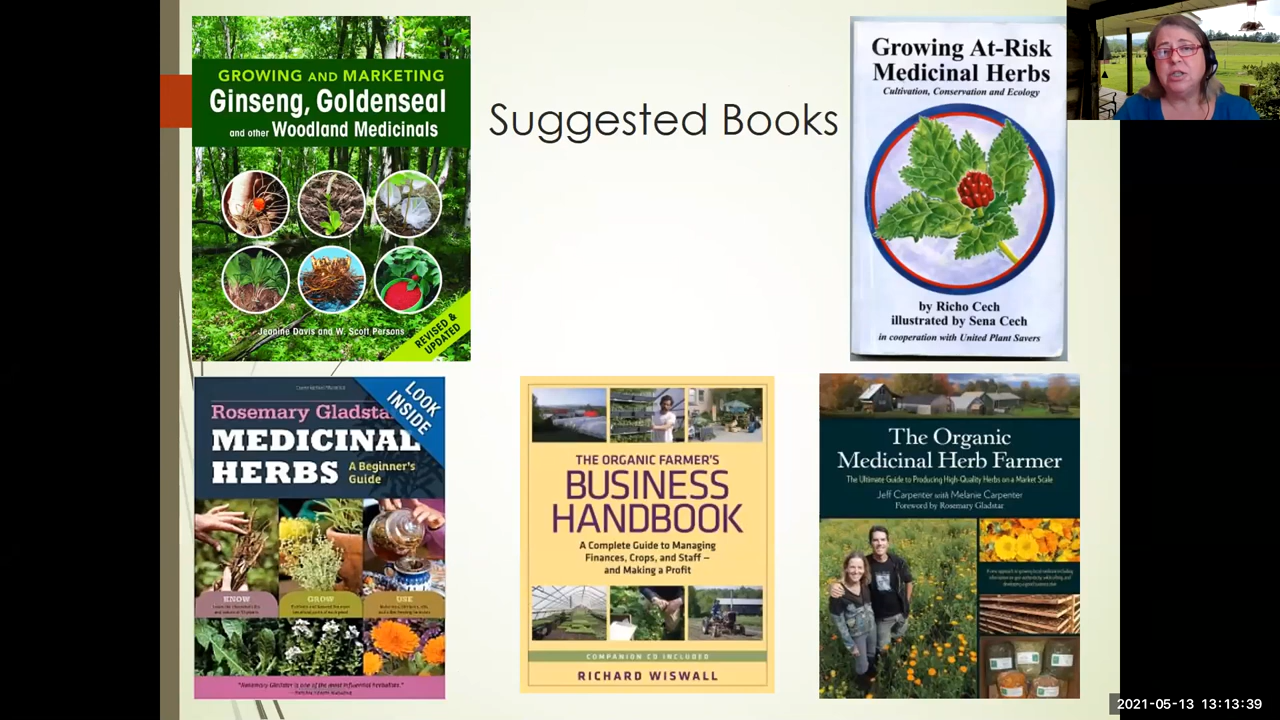 GROWING AND MARKETING
Ginseng, Goldenseal
and other Woodland Medicinals
Jeanine Davis and W. Scott Persons
REVISED &
UPDATED
Suggested Books
Growing At-Risk
Medicinal Herbs
Cultivation, Conservation and Ecology
by Richo Cech
illustrated by Sena Cech
in cooperation with United Plant Savers
LOOK
INSIDE
Rosemary Gladsta
MEDICINAL
HERBS
A Beginner's
Guide
KNOW
GROW
USE
"Rosemary Gladstar is one of the most influential herbalists."
THE ORGANIC FARMER'S
BUSINESS
HANDBOOK
A Complete Guide to Managing
Finances, Crops, and Staff –
and Making a Profit
COMPANION CD INCLUDED
RICHARD WISWALL
The Organic
Medicinal Herb Farmer
The Ultimate Guide to Producing High-Quality Herbs on a Market Scale
Jeff Carpenter with Melanie Carpenter
Foreword by Rosemary Gladstar
2021-05-13 13:13:39